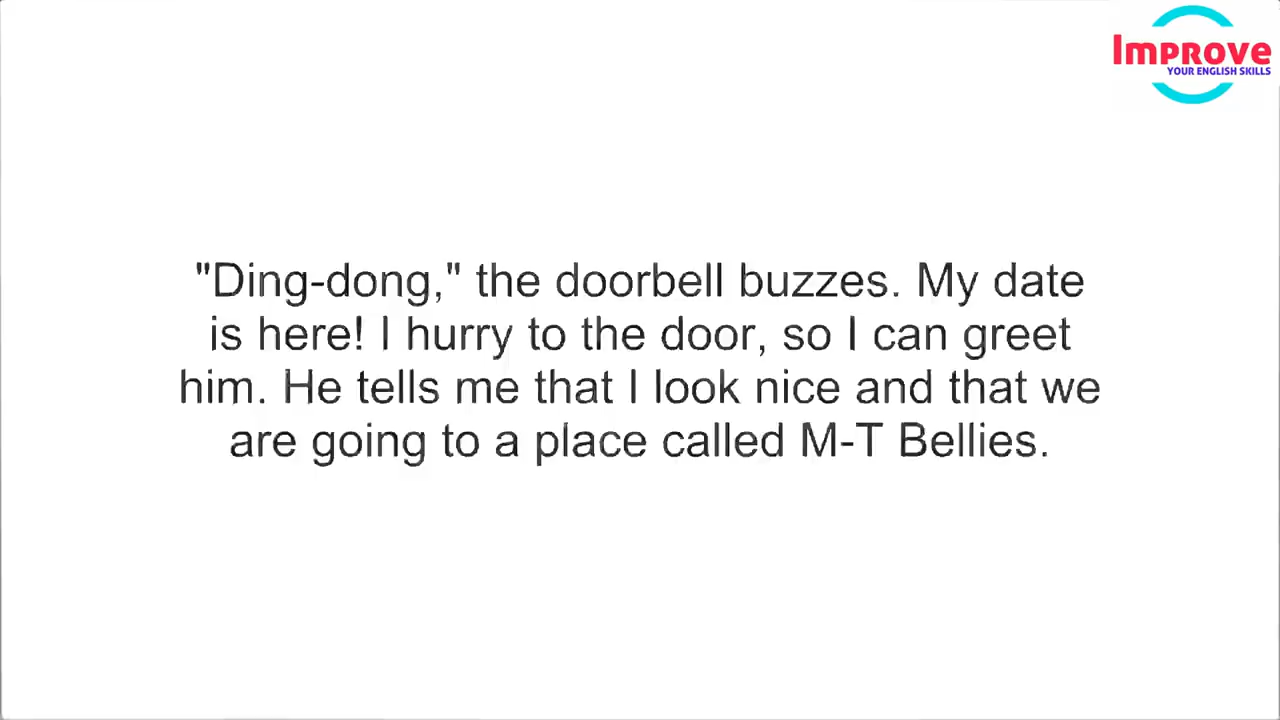 Improve
YOUR ENGLISH SKILLS
"Ding-dong," the doorbell buzzes. My date
is here! I hurry to the door, so I can greet
him. He tells me that I look nice and that we
are going to a place called M-T Bellies.